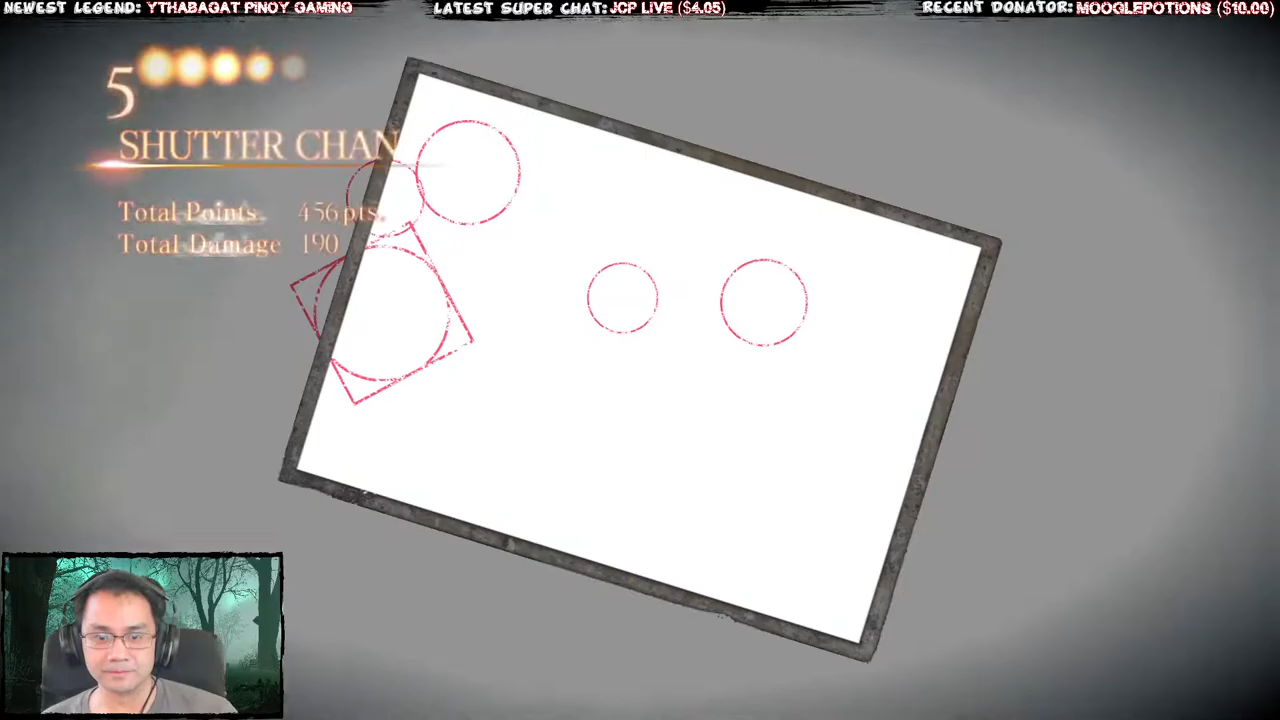 NEWEST LEGEND: YTHABAGAT PINOY GAMING
LATEST SUPER CHAT: JCP LIVE ($4.05)
RECENT DONATOR: MOOGLEPOTIONS ($10.00)
5
SHUTTER CHAN
Total Points 456 pts.
Total Damage 190